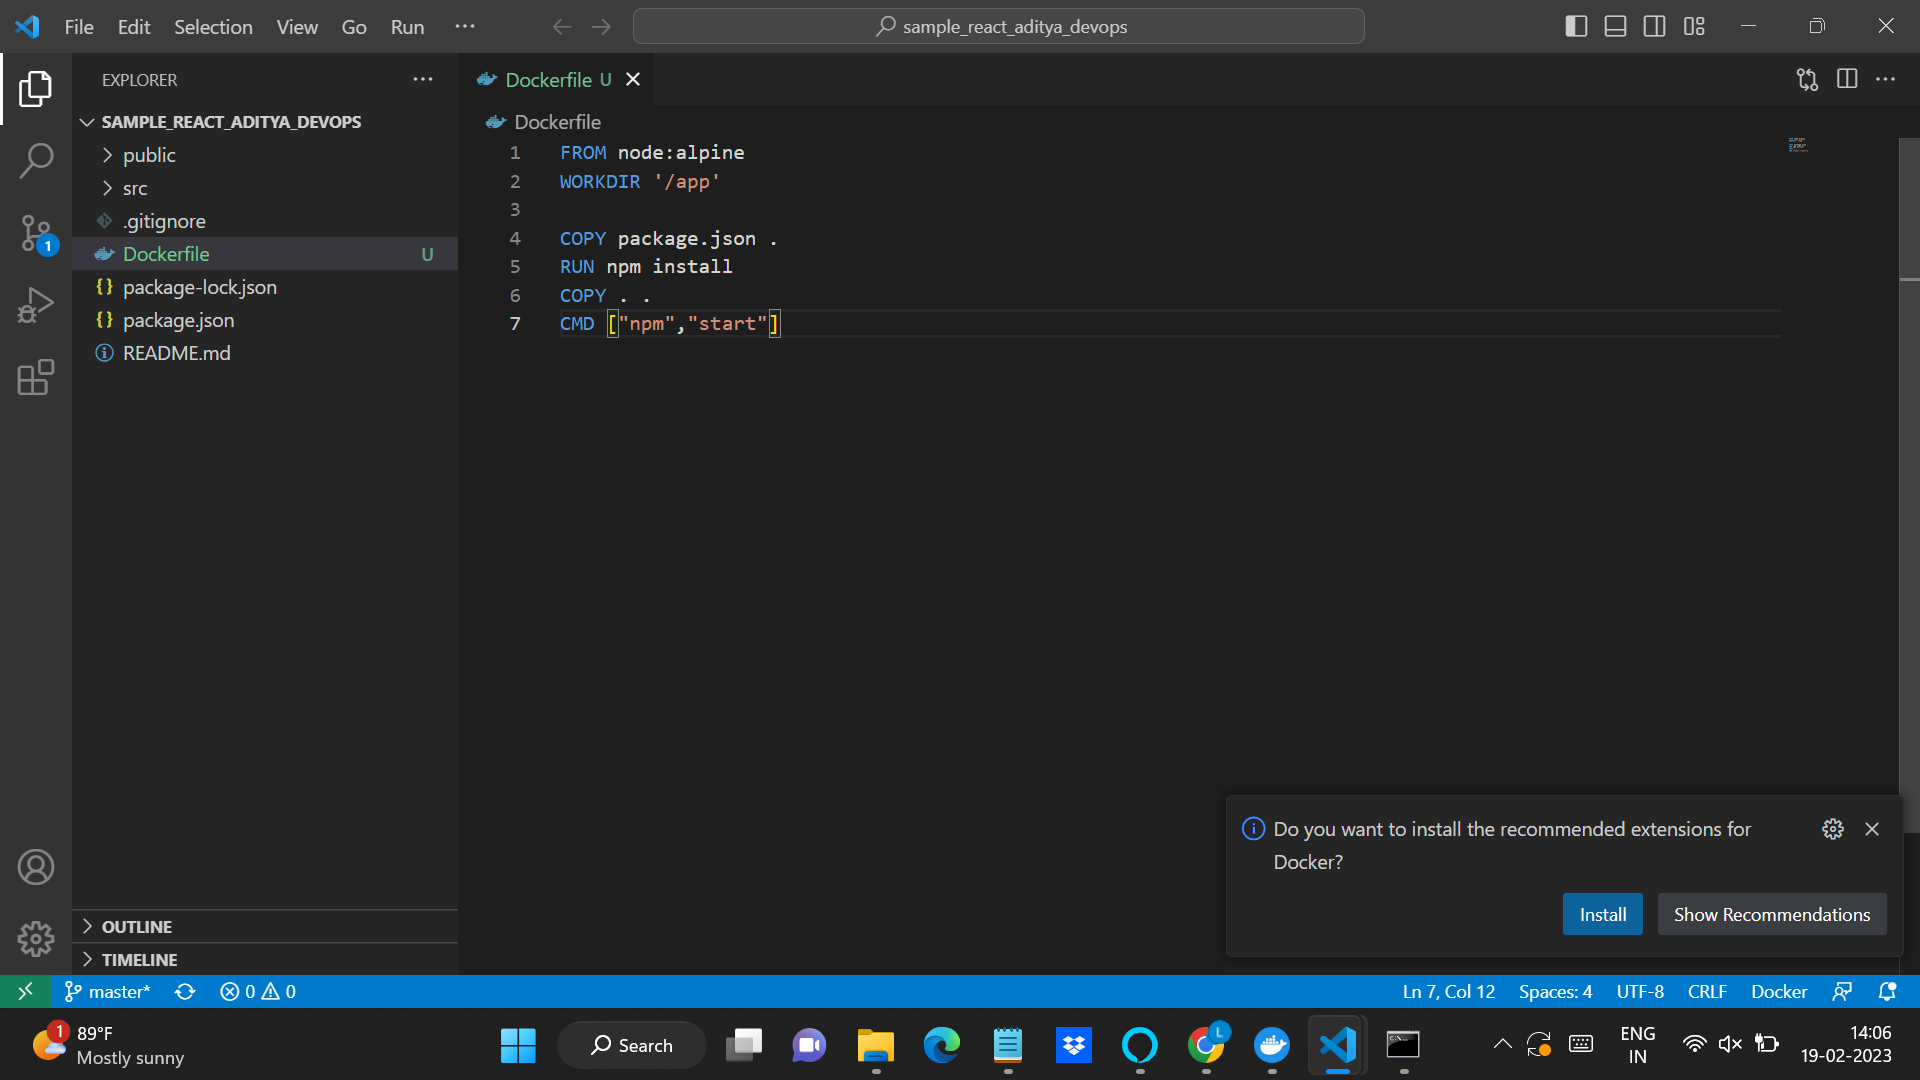 File Edit Selection View Go Run ···
sample_react_aditya_devops
EXPLORER
SAMPLE_REACT_ADITYA_DEVOPS
public
src
.gitignore
Dockerfile U
package-lock.json
package.json
README.md
OUTLINE
TIMELINE
Dockerfile U
Dockerfile
1 FROM node:alpine
2 WORKDIR '/app'
3
4 COPY package.json .
5 RUN npm install
6 COPY . .
7 CMD ["npm","start"]
Do you want to install the recommended extensions for
Docker?
Install Show Recommendations
1
master* 0 0 Ln 7, Col 12 Spaces: 4 UTF-8 CRLF Docker
1
89°F
Mostly sunny
Search
L
ENG
IN
14:06
19-02-2023